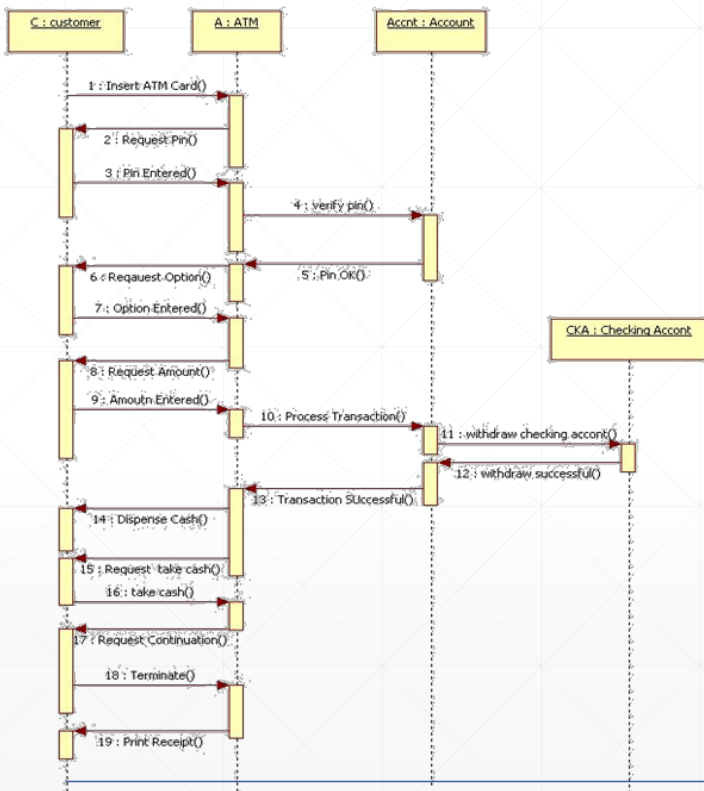 C : customer
A : ATM
Accnt : Account
1 : Insert ATM Card()
2 : Request Pin()
3 : Pin Entered()
4 : verify pin()
5 : Pin OK()
6 : Reqauest Option()
7 : Option Entered()
CKA : Checking Accont
8 : Request Amount()
9 : Amoutn Entered()
10 : Process Transaction()
11 : withdraw checking accont()
12 : withdraw successful()
13 : Transaction SUccessful()
14 : Dispense Cash()
15 : Request take cash()
16 : take cash()
17 : Request Continuation()
18 : Terminate()
19 : Print Receipt()